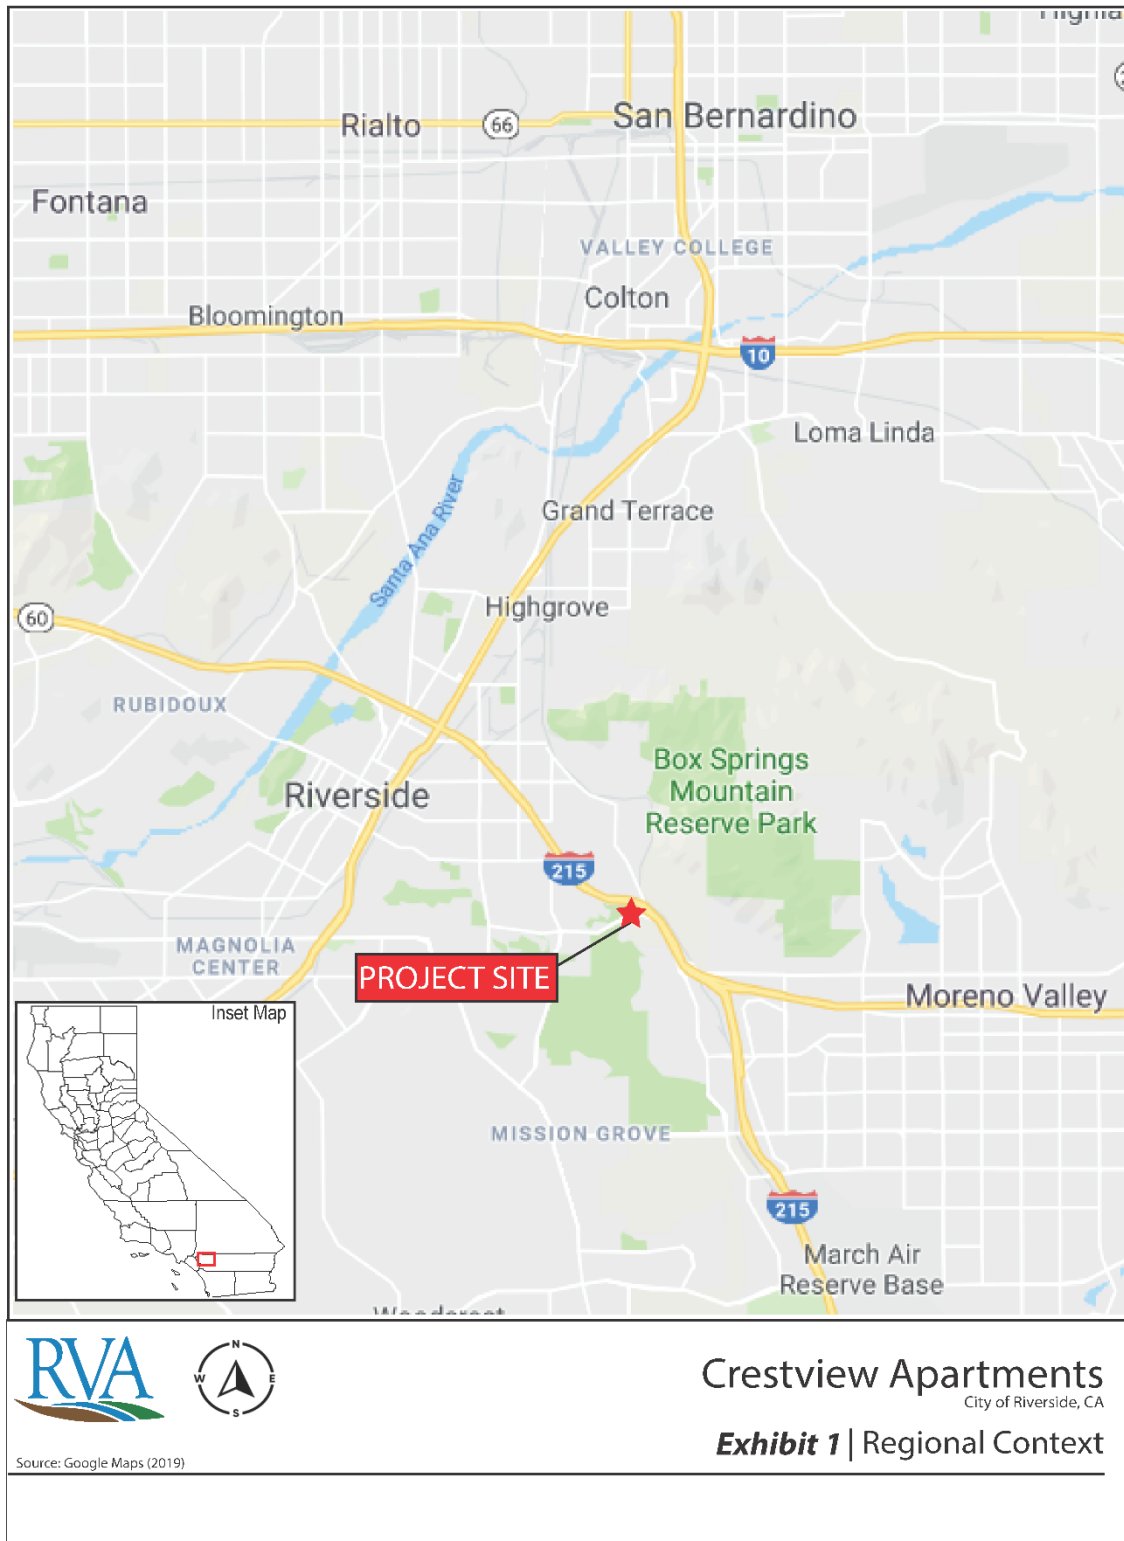 San Bernardino
Rialto
66
Fontana
VALLEY COLLEGE
Colton
Bloomington
10
Loma Linda
Santa Ana River
Grand Terrace
Highgrove
60
RUBIDOUX
Box Springs
Mountain
Reserve Park
Riverside
215
MAGNOLIA
CENTER
PROJECT SITE
Moreno Valley
Inset Map
MISSION GROVE
215
March Air
Reserve Base
RVA
N
W
E
S
Crestview Apartments
City of Riverside, CA
Exhibit 1 | Regional Context
Source: Google Maps (2019)